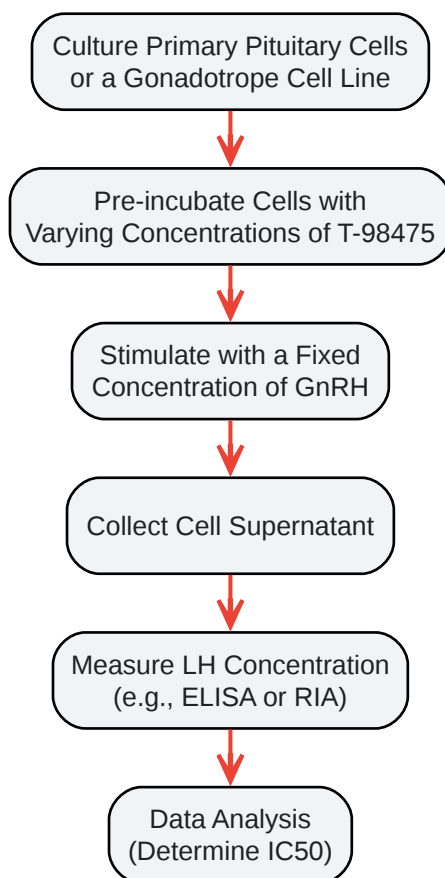 Culture Primary Pituitary Cells
or a Gonadotrope Cell Line
Pre-incubate Cells with
Varying Concentrations of T-98475
Stimulate with a Fixed
Concentration of GnRH
Collect Cell Supernatant
Measure LH Concentration
(e.g., ELISA or RIA)
Data Analysis
(Determine IC50)